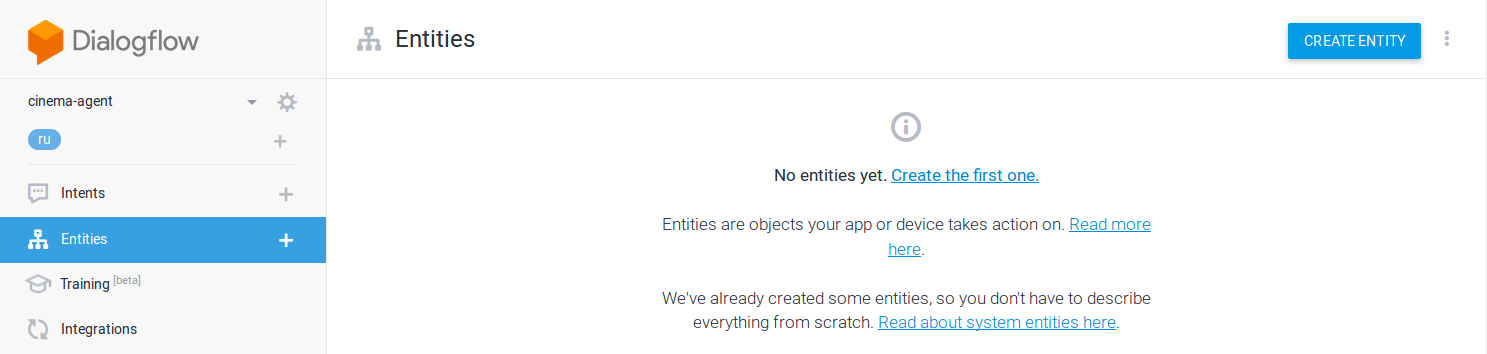 Dialogflow
cinema-agent
ru
Intents
Entities
Training [beta]
Integrations
Entities
CREATE ENTITY
No entities yet. Create the first one.
Entities are objects your app or device takes action on. Read more
here.
We've already created some entities, so you don't have to describe
everything from scratch. Read about system entities here.